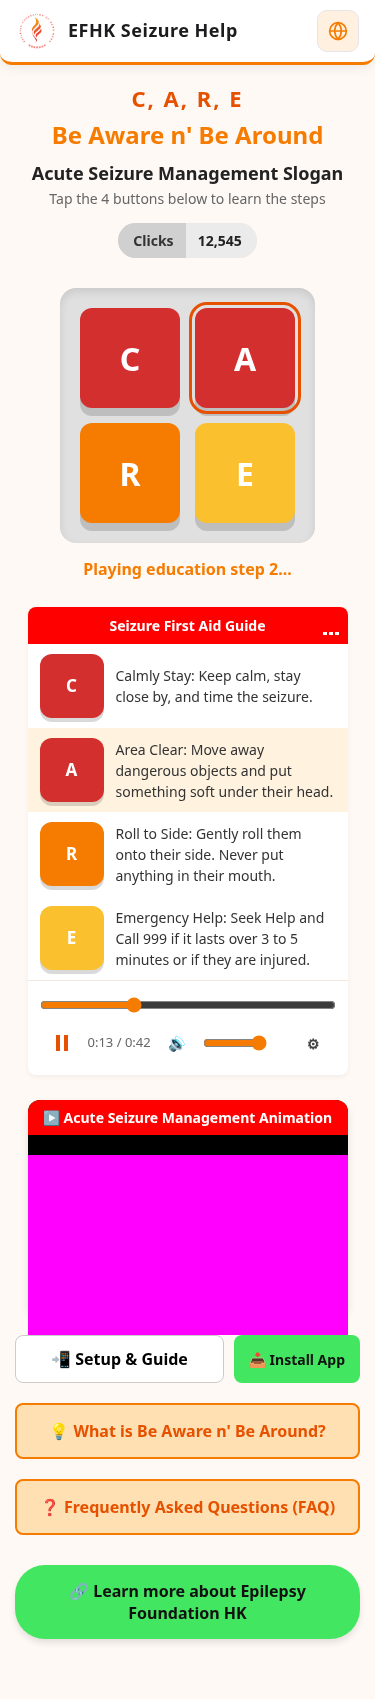 EFHK Seizure Help
C, A, R, E
Be Aware n' Be Around
Acute Seizure Management Slogan
Tap the 4 buttons below to learn the steps
Clicks 12,545
C A
R E
Playing education step 2...
Seizure First Aid Guide ...
C
Calmly Stay: Keep calm, stay
close by, and time the seizure.
A
Area Clear: Move away
dangerous objects and put
something soft under their head.
R
Roll to Side: Gently roll them
onto their side. Never put
anything in their mouth.
E
Emergency Help: Seek Help and
Call 999 if it lasts over 3 to 5
minutes or if they are injured.
0:13 / 0:42
Acute Seizure Management Animation
Setup & Guide
Install App
What is Be Aware n' Be Around?
Frequently Asked Questions (FAQ)
Learn more about Epilepsy
Foundation HK